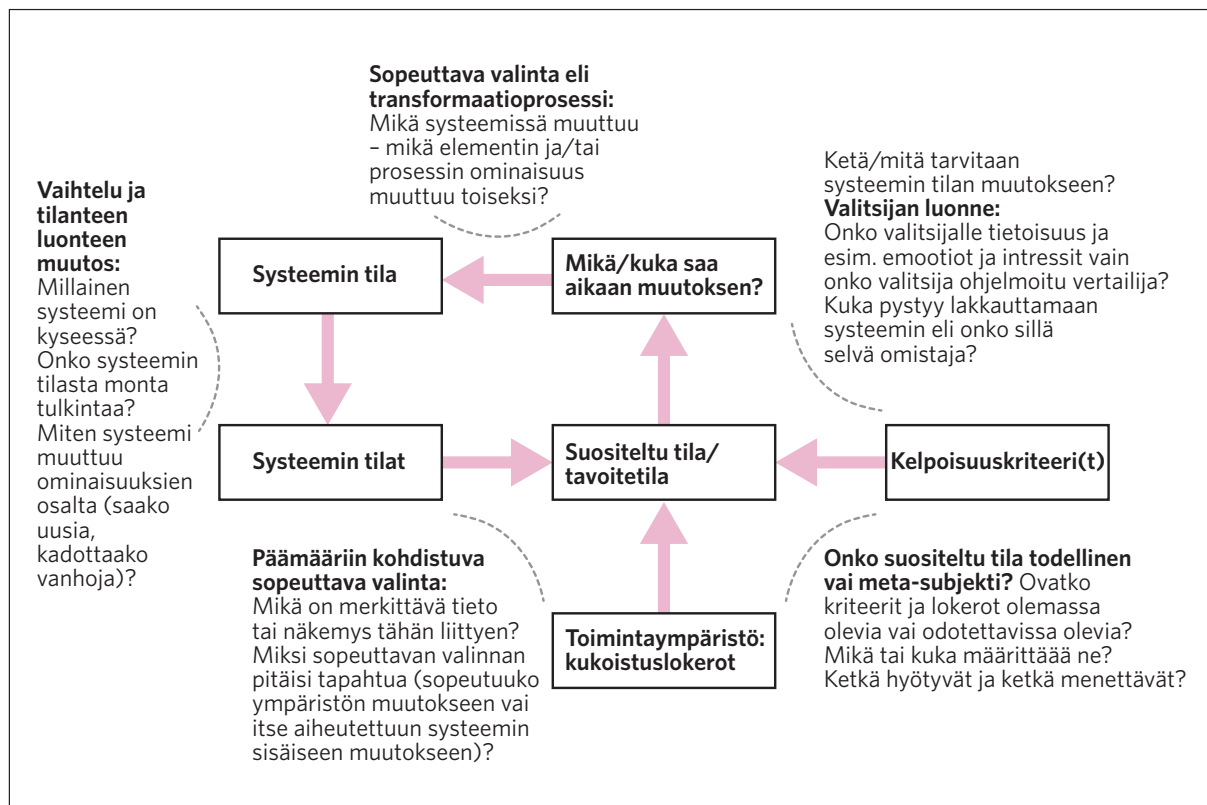 Sopeuttava valinta eli
transformaatioprosessi:
Mikä systeemissä muuttuu
– mikä elementin ja/tai
prosessin ominaisuus
muuttuu toiseksi?
Ketä/mitä tarvitaan
systeemin tilan muutokseen?
Valitsijan luonne:
Onko valitsijalle tietoisuus ja
esim. emootiot ja intressit vain
onko valitsija ohjelmoitu vertailija?
Kuka pystyy lakkauttamaan
systeemin eli onko sillä
selvä omistaja?
Vaihtelu ja
tilanteen
luonteen
muutos:
Millainen
systeemi on
kyseessä?
Onko systeemin
tilasta monta
tulkintaa?
Miten systeemi
muuttuu
ominaisuuksien
osalta (saako
uusia,
kadottaako
vanhoja)?
Systeemin tila
Mikä/kuka saa
aikaan muutoksen?
Systeemin tilat
Suositeltu tila/
tavoitetila
Kelpoisuuskriteeri(t)
Päämääriin kohdistuva
sopeuttava valinta:
Mikä on merkittävä tieto
tai näkemys tähän liittyen?
Miksi sopeuttavan valinnan
pitäisi tapahtua (sopeutuuko
ympäristön muutokseen vai
itse aiheutettuun systeemin
sisäiseen muutokseen)?
Toimintaympäristö:
kukoistuslokerot
Onko suositeltu tila todellinen
vai meta-subjekti? Ovatko
kriteerit ja lokerot olemassa
olevia vai odotettavissa olevia?
Mikä tai kuka määrittäää ne?
Ketkä hyötyvät ja ketkä menettävät?